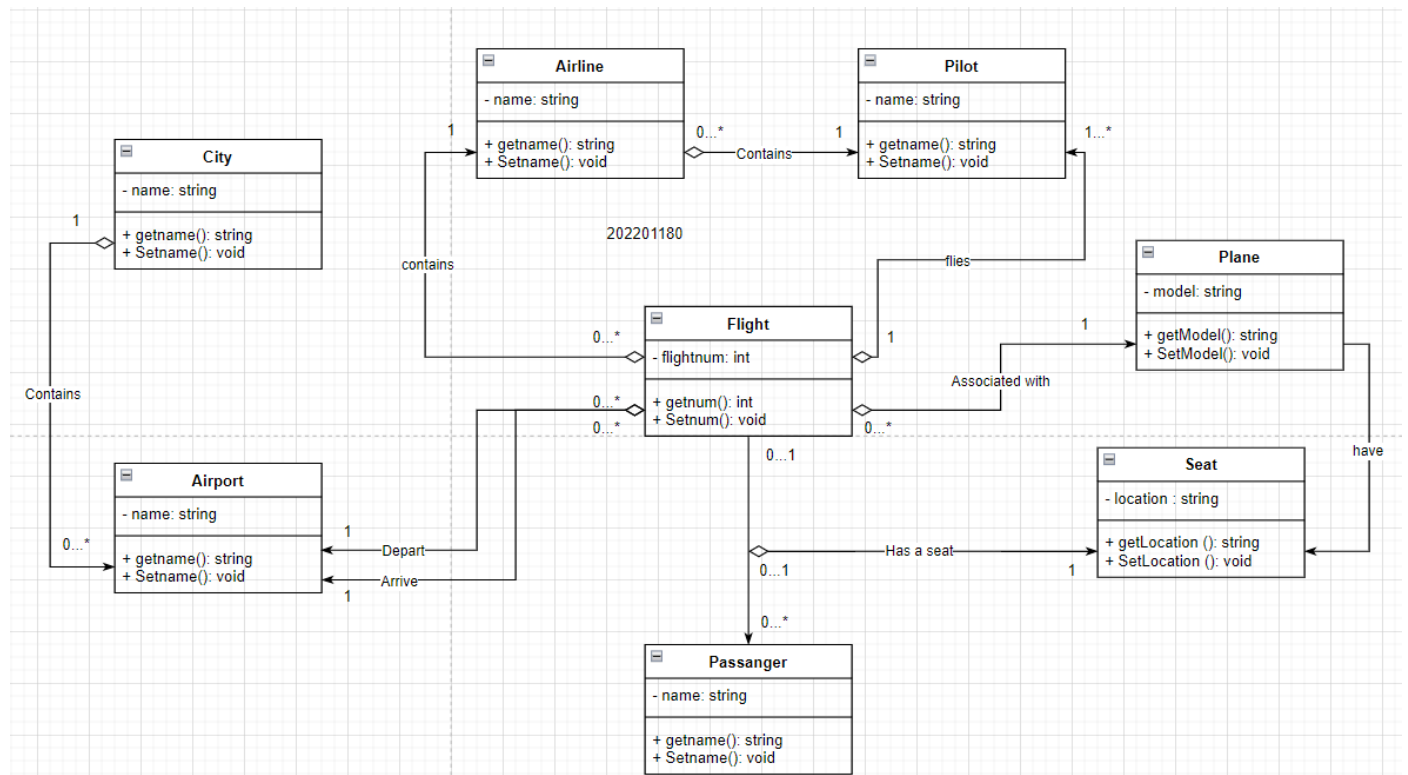 Airline
- name: string
+ getname(): string
+ Setname(): void
Pilot
- name: string
+ getname(): string
+ Setname(): void
1
0...*
Contains
1
1...*
City
- name: string
+ getname(): string
+ Setname(): void
1
202201180
contains
flies
Plane
- model: string
+ getModel(): string
+ SetModel(): void
Flight
- flightnum: int
+ getnum(): int
+ Setnum(): void
0...*
1
1
Associated with
0...*
0...*
0...*
0...1
Contains
have
Airport
- name: string
+ getname(): string
+ Setname(): void
0...*
1
Depart
Arrive
1
Seat
- location : string
+ getLocation (): string
+ SetLocation (): void
Has a seat
0...1
1
0...*
Passanger
- name: string
+ getname(): string
+ Setname(): void